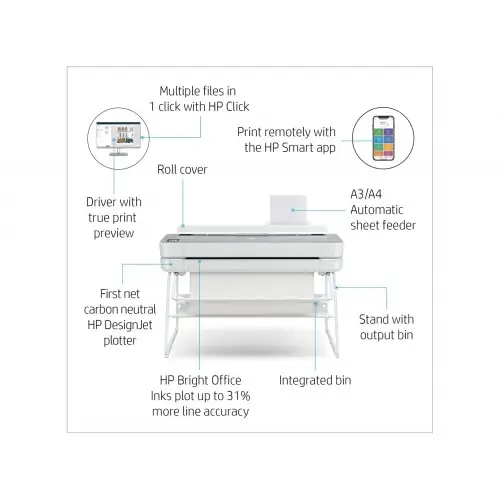 Multiple files in
1 click with HP Click
Print remotely with
the HP Smart app
Roll cover
Driver with
true print
preview
A3/A4
Automatic
sheet feeder
First net
carbon neutral
HP DesignJet
plotter
Stand with
output bin
HP Bright Office
Inks plot up to 31%
more line accuracy
Integrated bin